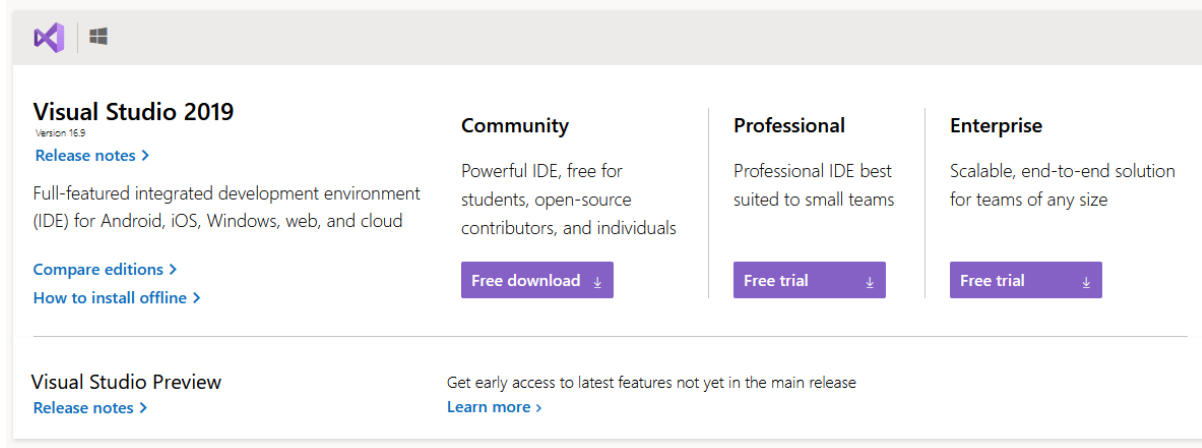 Visual Studio 2019
Version 16.9
Release notes >
Full-featured integrated development environment
(IDE) for Android, iOS, Windows, web, and cloud
Compare editions >
How to install offline >
Community
Powerful IDE, free for
students, open-source
contributors, and individuals
Free download
Professional
Professional IDE best
suited to small teams
Free trial
Enterprise
Scalable, end-to-end solution
for teams of any size
Free trial
Visual Studio Preview
Release notes >
Get early access to latest features not yet in the main release
Learn more >